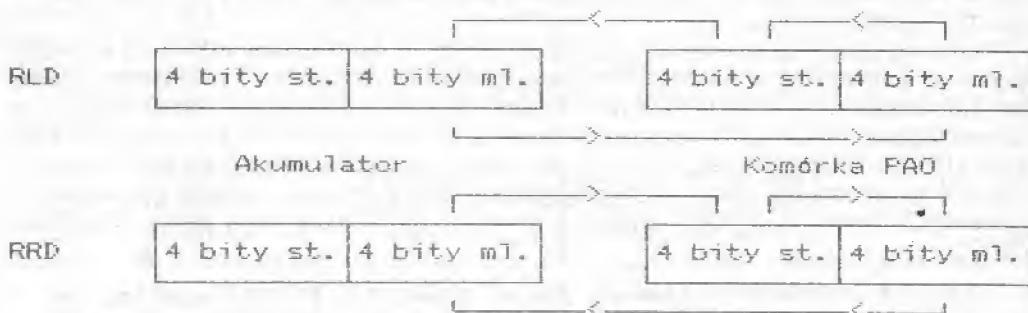 RLD 4 bity st. 4 bity ml. 4 bity st. 4 bity ml.
Akumulator Komórka PAO
RRD 4 bity st. 4 bity ml. 4 bity st. 4 bity ml.